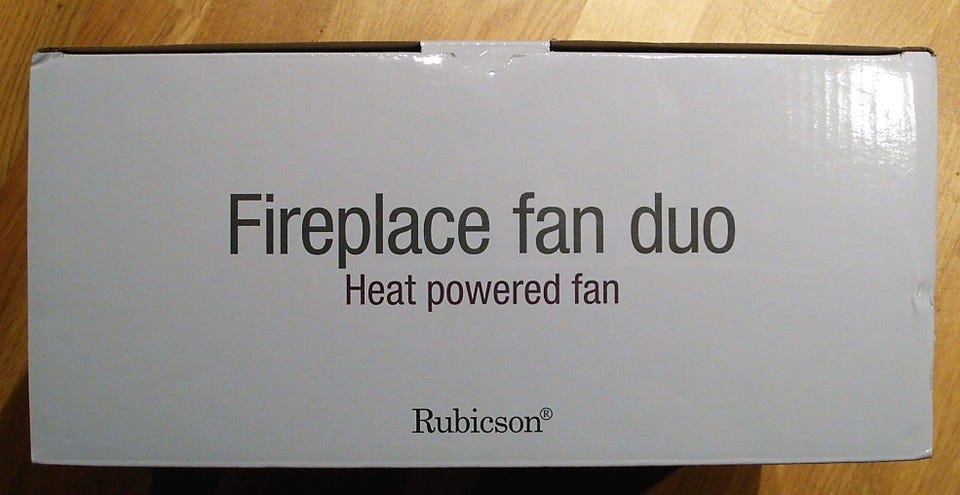 Fireplace fan duo
Heat powered fan
Rubicson®